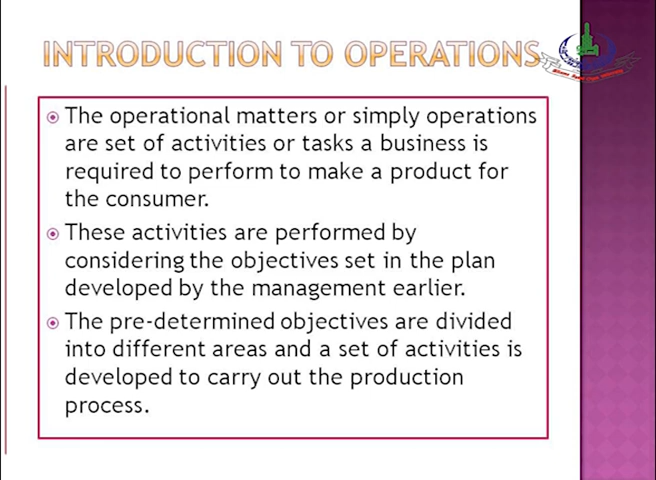 INTRODUCTION TO OPERATIONS
The operational matters or simply operations
are set of activities or tasks a business is
required to perform to make a product for
the consumer.
These activities are performed by
considering the objectives set in the plan
developed by the management earlier.
The pre-determined objectives are divided
into different areas and a set of activities is
developed to carry out the production
process.